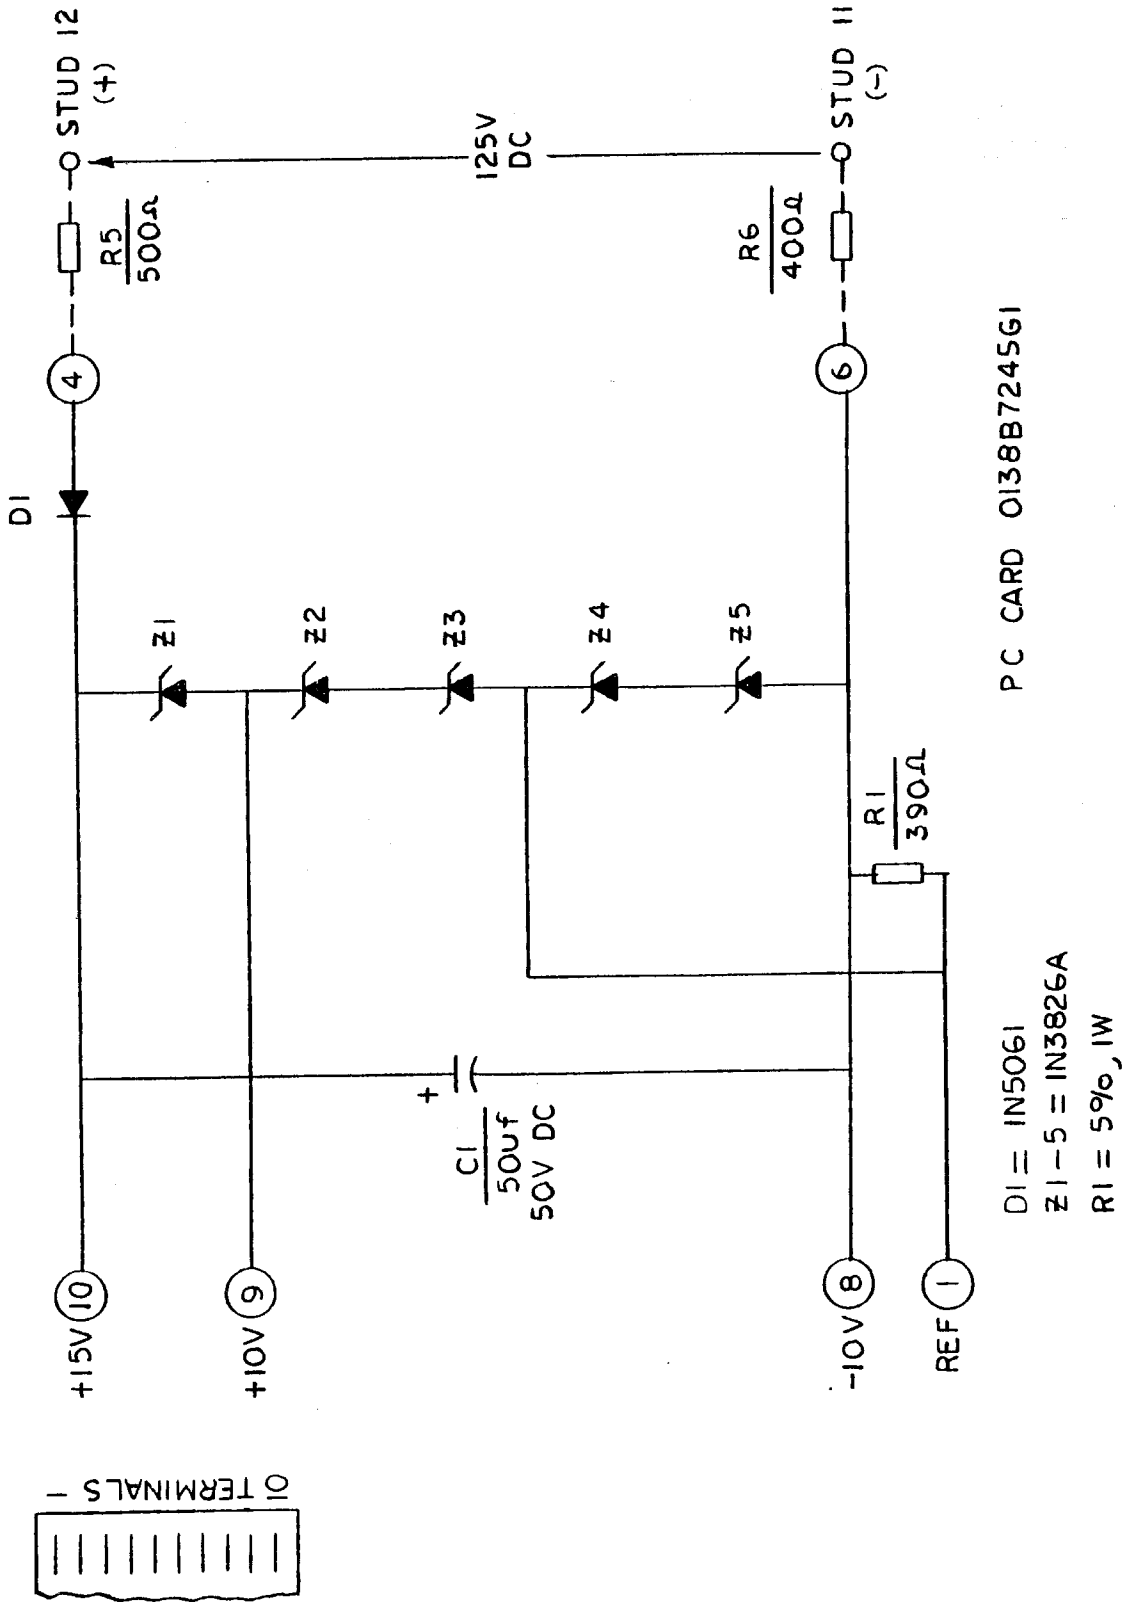 STUD 12
(+)
R5
500Ω
4
D1
125V
DC
STUD 11
(-)
R6
400Ω
6
Z1
Z2
Z3
Z4
Z5
R1
390Ω
+
C1
50uf
50V DC
+15V 10
+10V 9
-10V 8
REF 1
1 TERMINALS 10
PC CARD 0138B7245G1
D1 = 1N5061
Z1-5 = 1N3826A
R1 = 5%, 1W